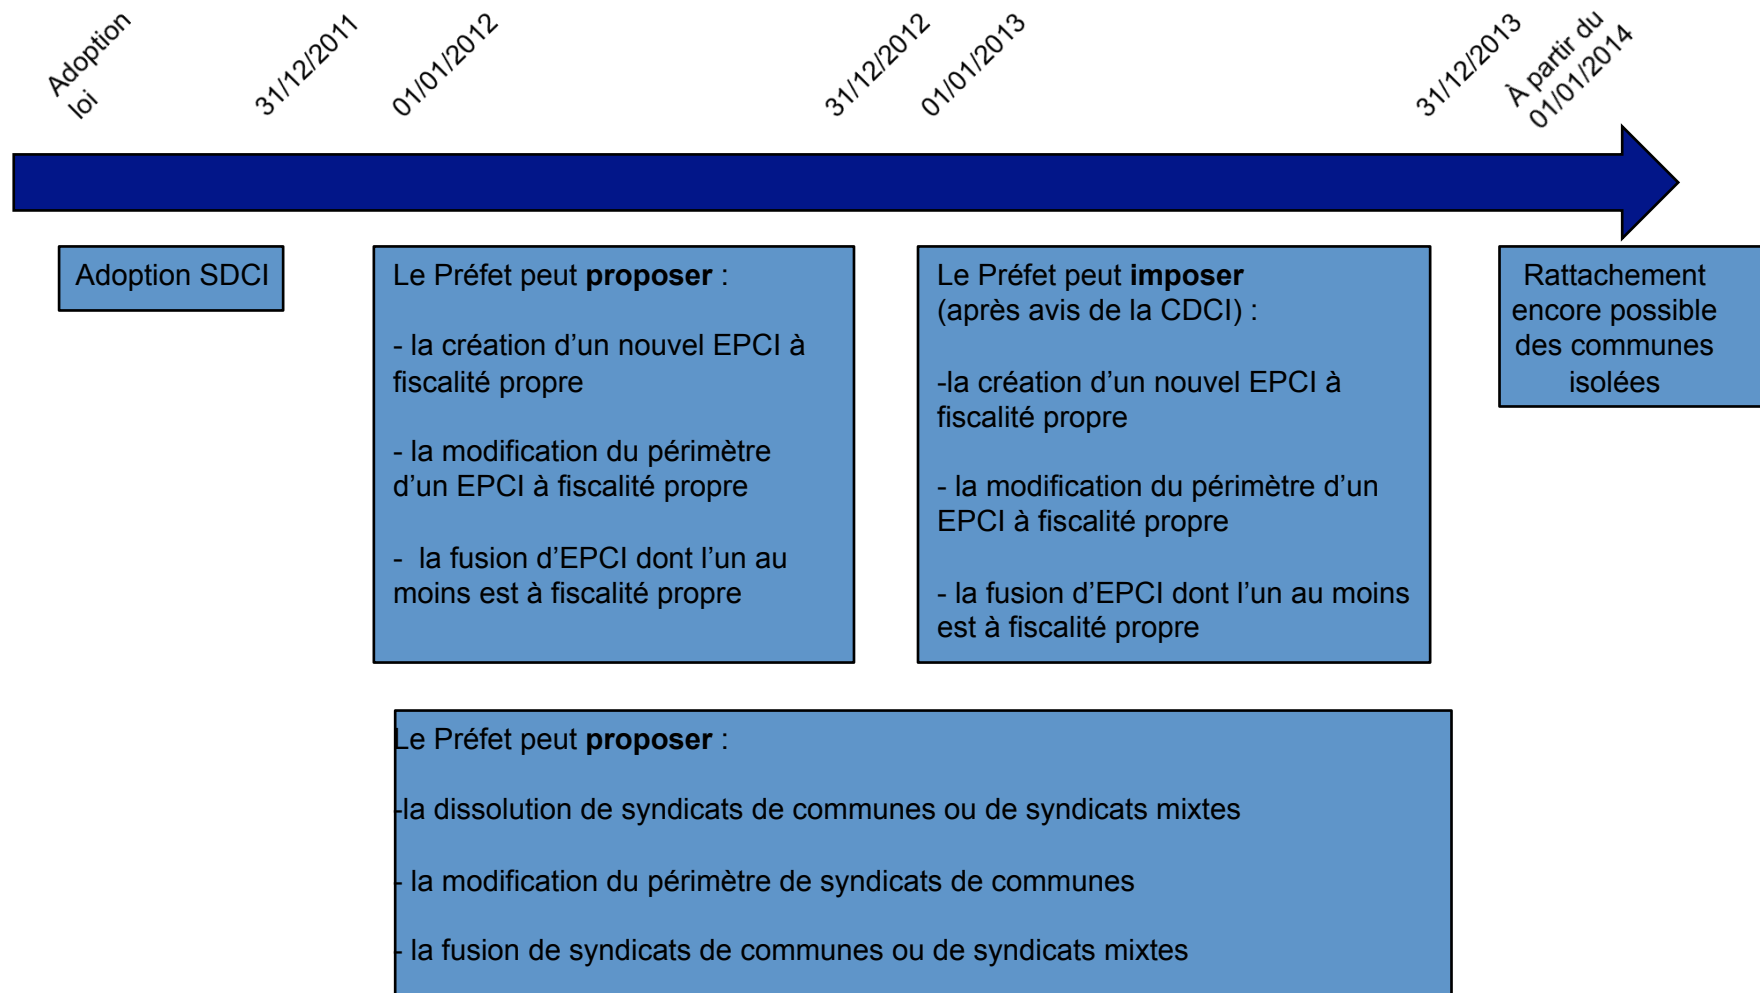 Adoption
loi
31/12/2011
01/01/2012
31/12/2012
01/01/2013
31/12/2013
À partir du
01/01/2014
Adoption SDCI
Le Préfet peut proposer :
- la création d’un nouvel EPCI à
fiscalité propre
- la modification du périmètre
d’un EPCI à fiscalité propre
- la fusion d’EPCI dont l’un au
moins est à fiscalité propre
Le Préfet peut imposer
(après avis de la CDCI) :
-la création d’un nouvel EPCI à
fiscalité propre
- la modification du périmètre d’un
EPCI à fiscalité propre
- la fusion d’EPCI dont l’un au moins
est à fiscalité propre
Rattachement
encore possible
des communes
isolées
Le Préfet peut proposer :
-la dissolution de syndicats de communes ou de syndicats mixtes
- la modification du périmètre de syndicats de communes
- la fusion de syndicats de communes ou de syndicats mixtes